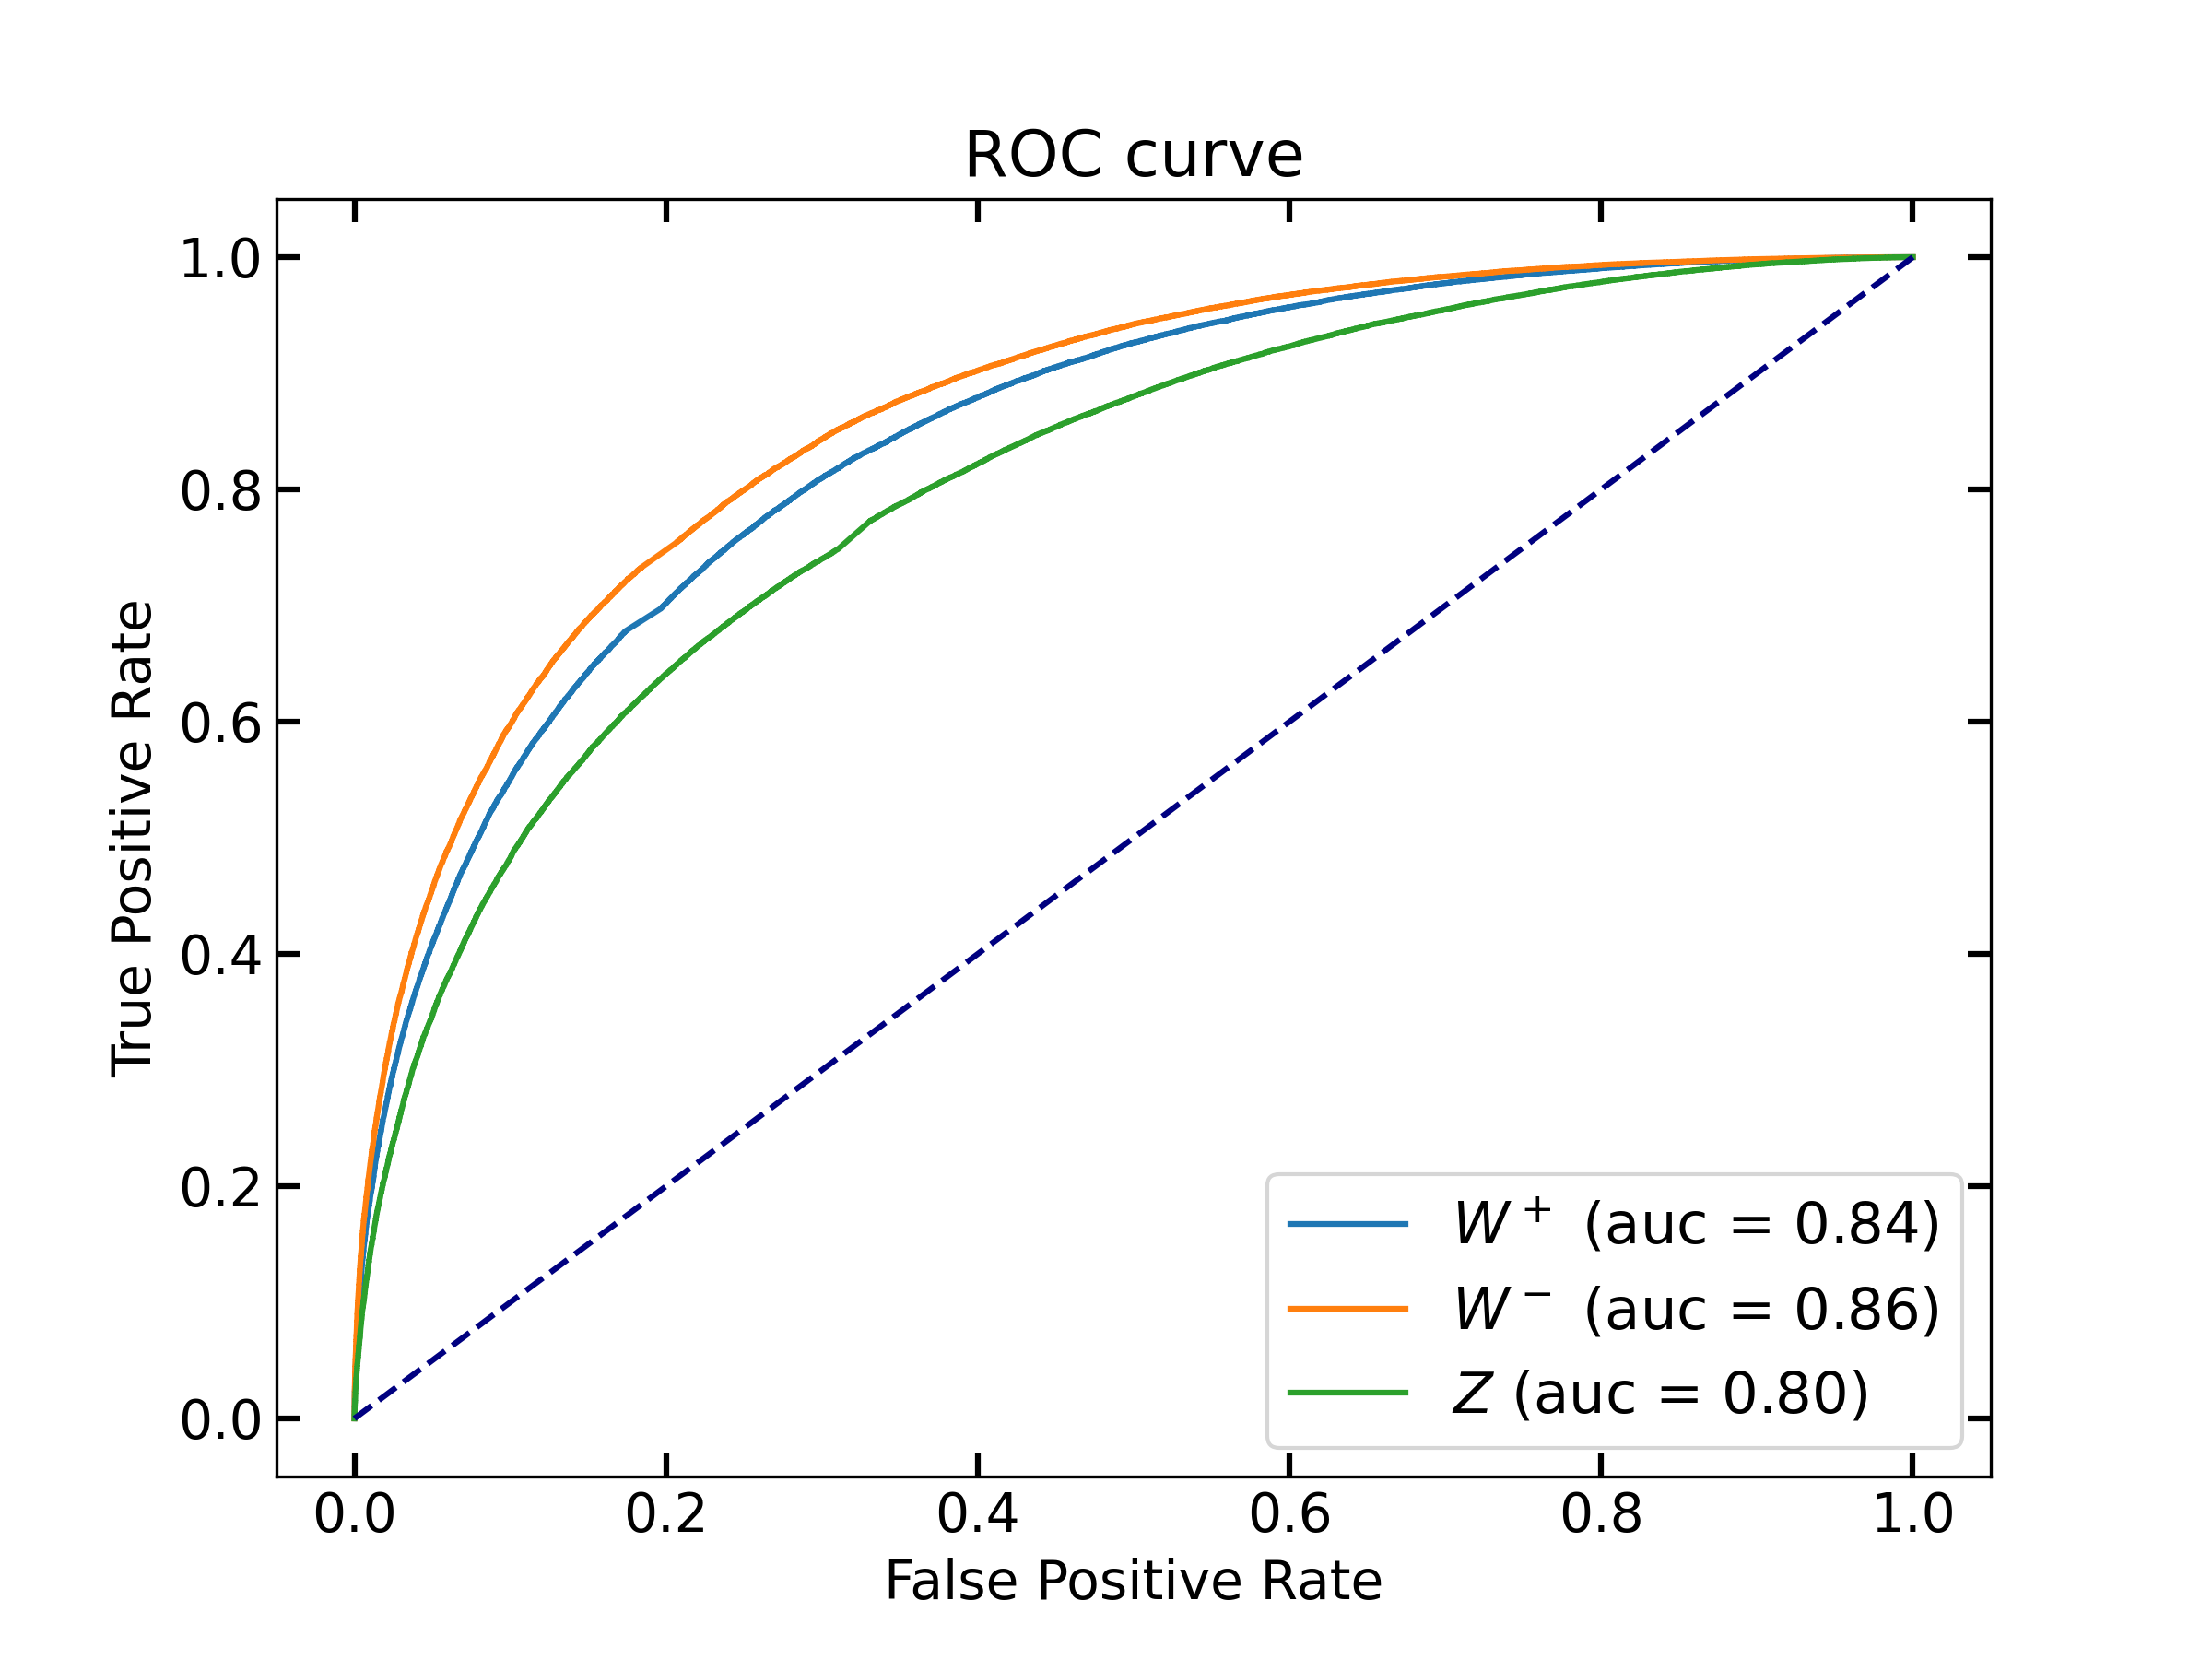 ROC curve
1.0
0.8
0.6
0.4
0.2
0.0
True Positive Rate
W⁺ (auc = 0.84)
W⁻ (auc = 0.86)
Z (auc = 0.80)
0.0 0.2 0.4 0.6 0.8 1.0
False Positive Rate